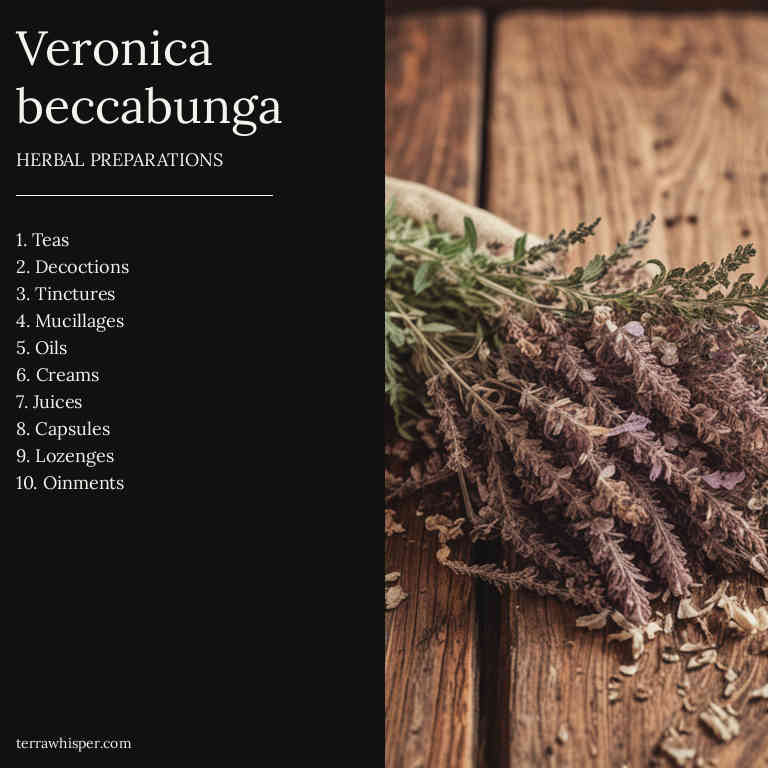 Veronica
beccabunga
HERBAL PREPARATIONS
1. Teas
2. Decoctions
3. Tinctures
4. Mucillages
5. Oils
6. Creams
7. Juices
8. Capsules
9. Lozenges
10. Oinments
terrawhisper.com